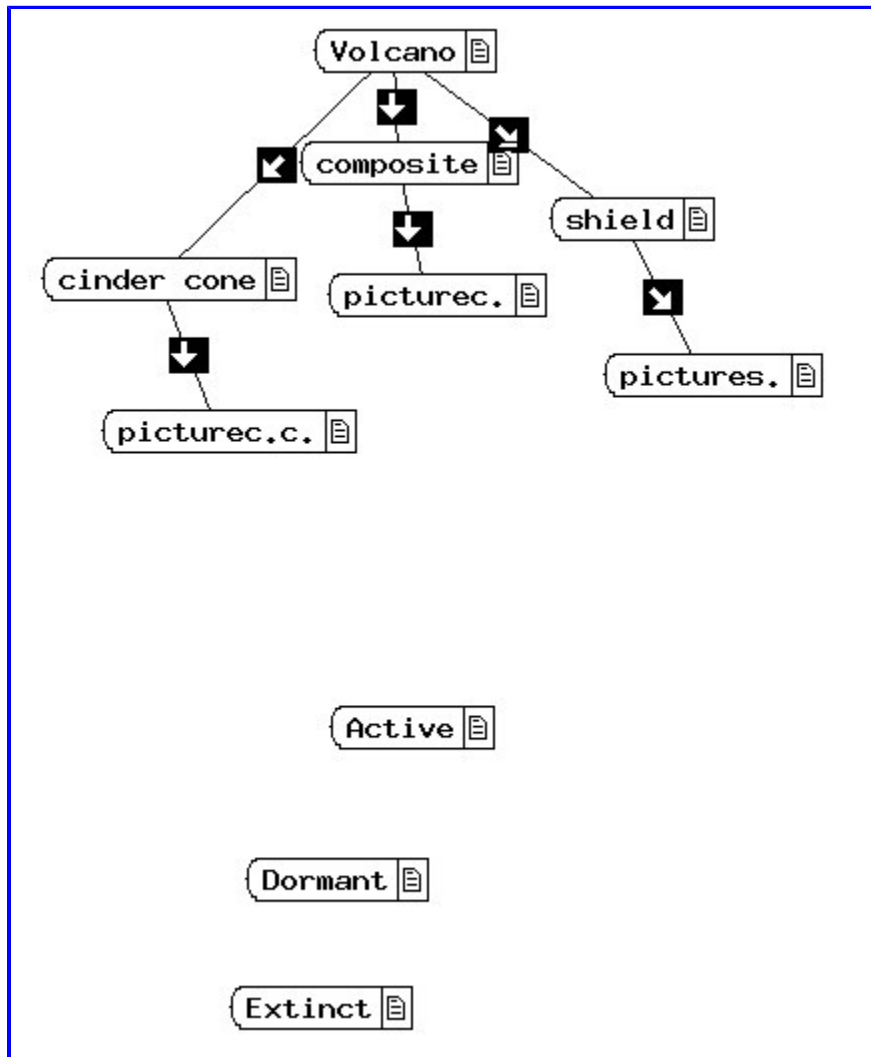 Volcano
composite
shield
cinder cone
picturec.
pictures.
picturec.c.
Active
Dormant
Extinct